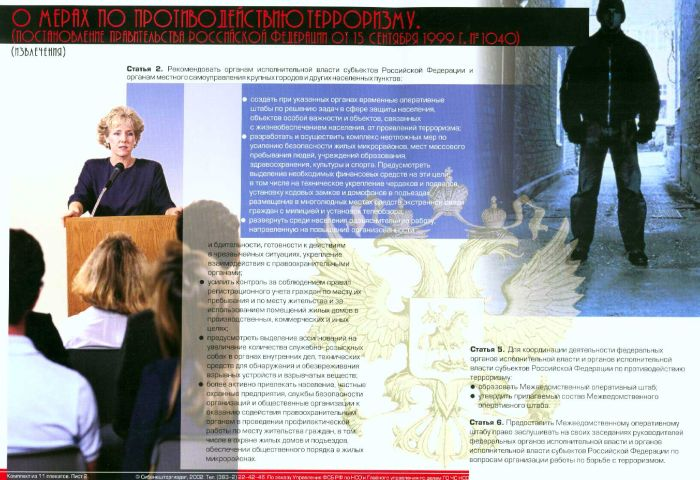 О МЕРАХ ПО ПРОТИВОДЕЙСТВИЮ ТЕРРОРИЗМУ.
(ПОСТАНОВЛЕНИЕ ПРАВИТЕЛЬСТВА РОССИЙСКОЙ ФЕДЕРАЦИИ ОТ 15 СЕНТЯБРЯ 1999 Г. № 1040)
(ИЗВЛЕЧЕНИЯ)
Статья 2. Рекомендовать органам исполнительной власти субъектов Российской Федерации и
органам местного самоуправления крупных городов и других населенных пунктов:
● создать при указанных органах временные оперативные
штабы по решению задач в сфере защиты населения,
объектов особой важности и объектов, связанных
с жизнеобеспечением населения, от проявлений терроризма;
● разработать и осуществить комплекс неотложных мер по
усилению безопасности жилых микрорайонов, мест массового
пребывания людей, учреждений образования,
здравоохранения, культуры и спорта. Предусмотреть
выделение необходимых финансовых средств на эти цели,
в том числе на техническое укрепление чердаков и подвалов,
установку кодовых замков и домофонов в подъездах,
размещение в многолюдных местах средств экстренной связи
граждан с милицией и установку телеобзора;
● развернуть среди населения разъяснительную работу,
направленную на повышение организованности
и бдительности, готовности к действиям
в чрезвычайных ситуациях, укрепление
взаимодействия с правоохранительными
органами;
● усилить контроль за соблюдением правил
регистрационного учета граждан по месту их
пребывания и по месту жительства и за
использованием помещений жилых домов в
производственных, коммерческих и иных
целях;
● предусмотреть выделение ассигнований на
увеличение количества служебно-розыскных
собак в органах внутренних дел, технических
средств для обнаружения и обезвреживания
взрывных устройств и взрывчатых веществ;
● более активно привлекать население, частные
охранные предприятия, службы безопасности
организаций и общественные организации к
оказанию содействия правоохранительным
органам в проведении профилактической
работы по месту жительства граждан, в том
числе в охране жилых домов и подъездов,
обеспечении общественного порядка в жилых
микрорайонах.
Статья 5. Для координации деятельности федеральных
органов исполнительной власти и органов исполнительной
власти субъектов Российской Федерации по противодействию
терроризму:
● образовать Межведомственный оперативный штаб;
● утвердить прилагаемый состав Межведомственного
оперативного штаба.
Статья 6. Предоставить Межведомственному оперативному
штабу право заслушивать на своих заседаниях руководителей
федеральных органов исполнительной власти и органов
исполнительной власти субъектов Российской Федерации по
вопросам организации работы по борьбе с терроризмом.
Комплект из 11 плакатов. Лист 2. © Сибвнешторгиздат, 2002. Тел. (383-2) 22-42-46. По заказу Управления ФСБ РФ по НСО и Главного управления по делам ГО ЧС НСО